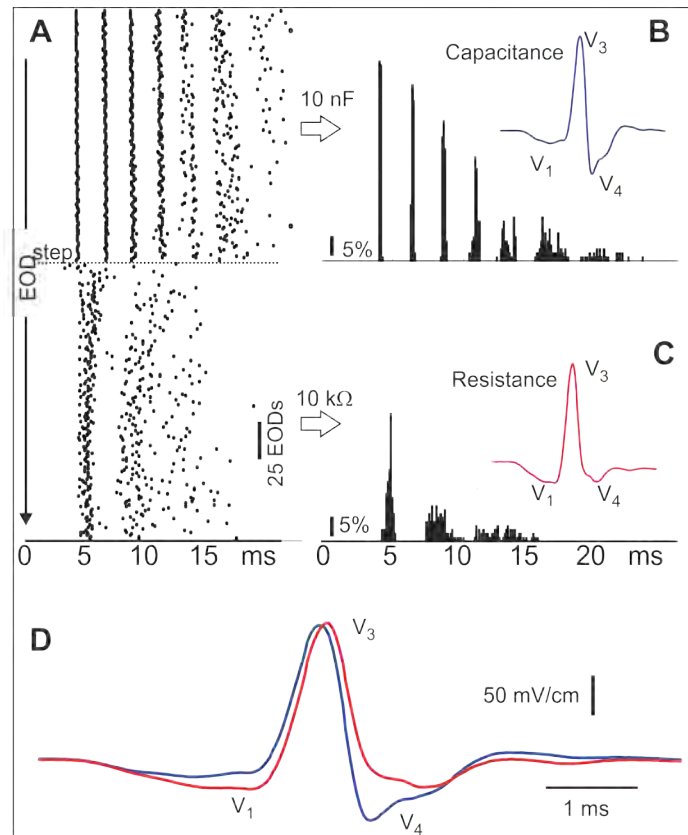 A
EOD
step
25 EODs
0 5 10 15 ms
10 nF
10 kΩ
B
Capacitance
V3
V1
V4
5%
C
Resistance
V3
V1
V4
5%
0 5 10 15 20 ms
D
V3
V1
V4
50 mV/cm
1 ms